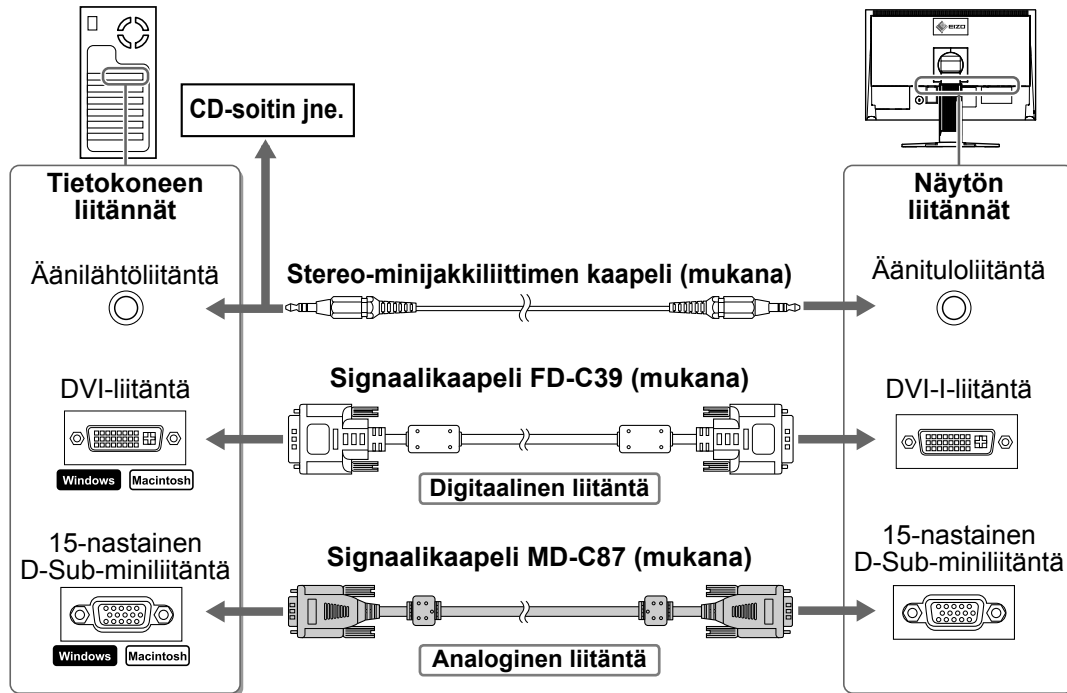 EIZO
CD-soitin jne.
Tietokoneen
liitännät
Näytön
liitännät
Äänilähtöliitäntä
Stereo-minijakkiliittimen kaapeli (mukana)
Äänituloliitäntä
DVI-liitäntä
Windows Macintosh
Signaalikaapeli FD-C39 (mukana)
Digitaalinen liitäntä
DVI-I-liitäntä
15-nastainen
D-Sub-miniliitäntä
Windows Macintosh
Signaalikaapeli MD-C87 (mukana)
Analoginen liitäntä
15-nastainen
D-Sub-miniliitäntä